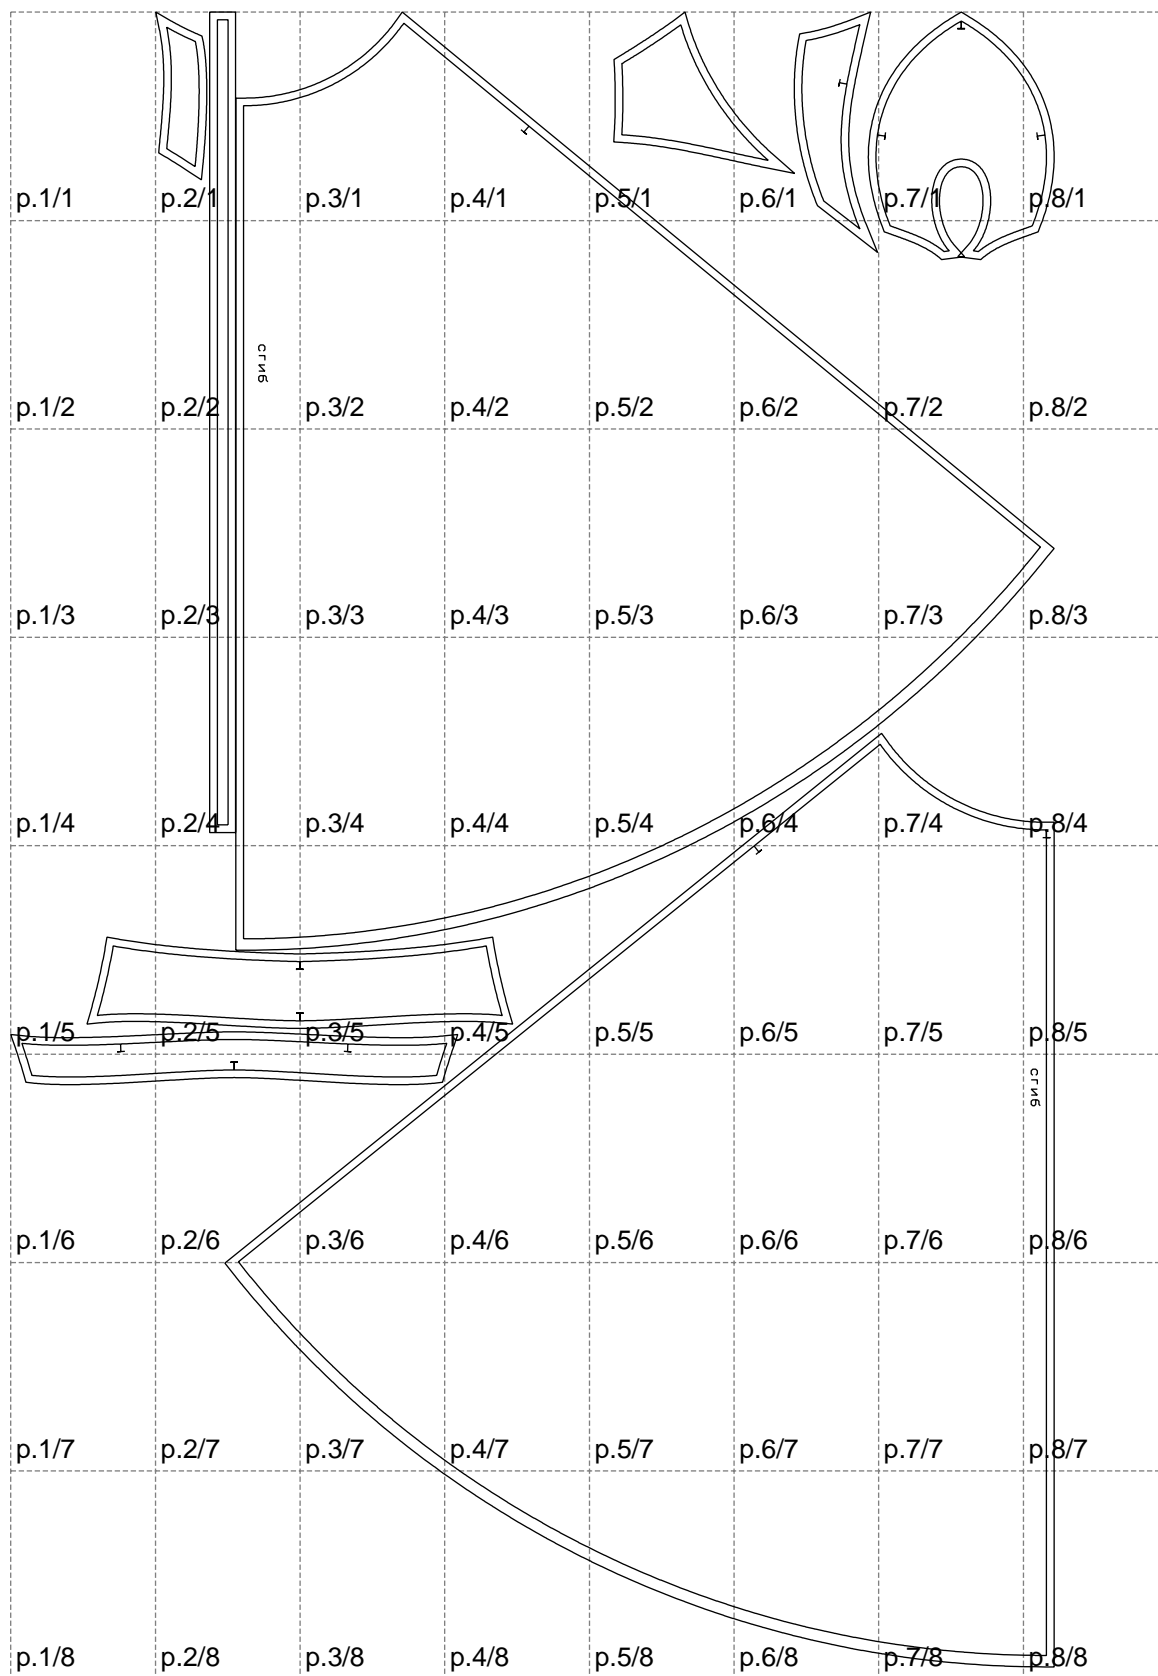 p.1/1 p.2/1 p.3/1 p.4/1 p.5/1 p.6/1 p.7/1 p.8/1
сгиб
p.1/2 p.2/2 p.3/2 p.4/2 p.5/2 p.6/2 p.7/2 p.8/2
p.1/3 p.2/3 p.3/3 p.4/3 p.5/3 p.6/3 p.7/3 p.8/3
p.1/4 p.2/4 p.3/4 p.4/4 p.5/4 p.6/4 p.7/4 p.8/4
p.1/5 p.2/5 p.3/5 p.4/5 p.5/5 p.6/5 p.7/5 p.8/5
сгиб
p.1/6 p.2/6 p.3/6 p.4/6 p.5/6 p.6/6 p.7/6 p.8/6
p.1/7 p.2/7 p.3/7 p.4/7 p.5/7 p.6/7 p.7/7 p.8/7
p.1/8 p.2/8 p.3/8 p.4/8 p.5/8 p.6/8 p.7/8 p.8/8